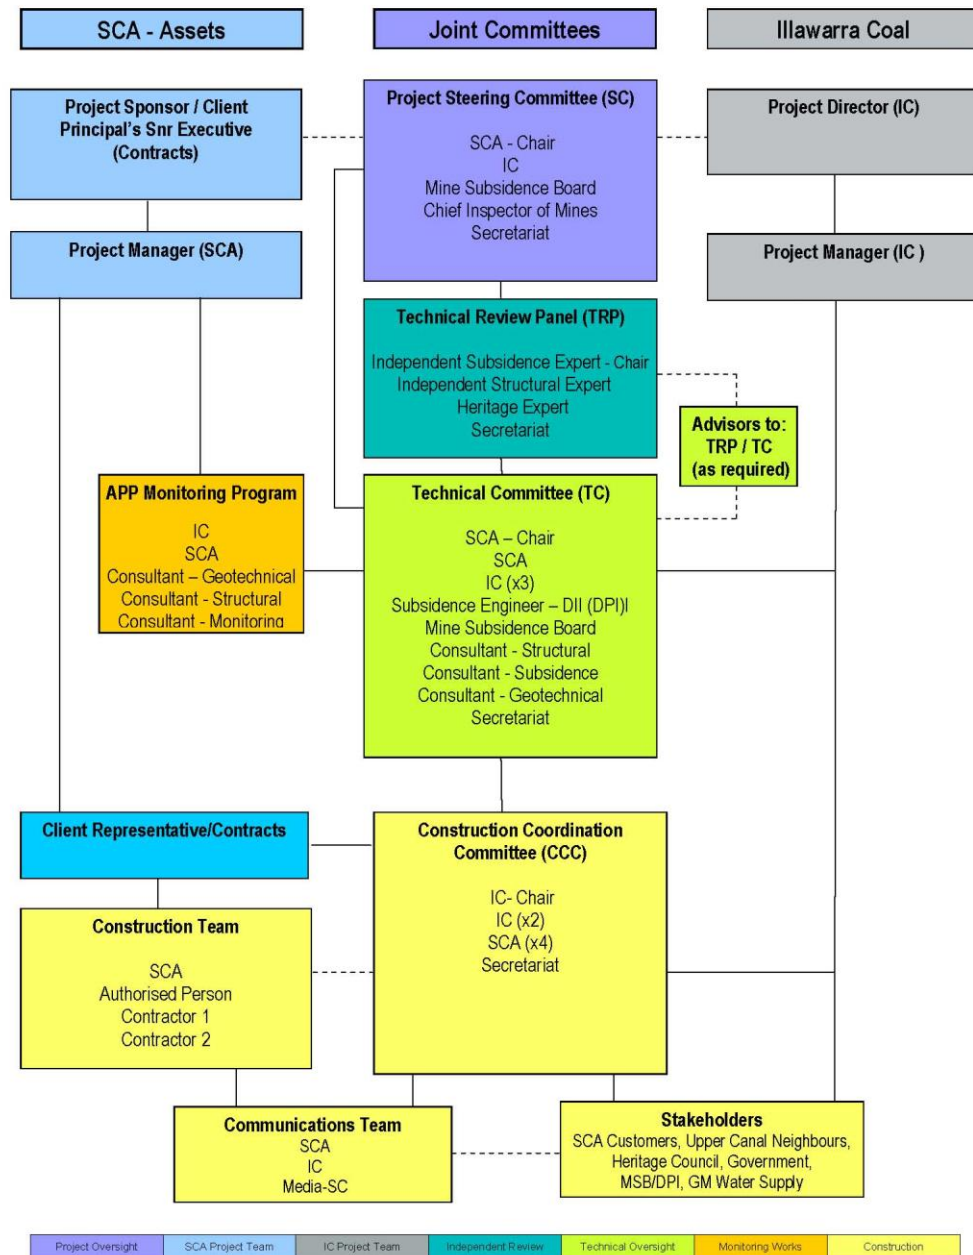 SCA - Assets
Joint Committees
Illawarra Coal
Project Sponsor / Client
Principal's Snr Executive
(Contracts)
Project Steering Committee (SC)
SCA - Chair
IC
Mine Subsidence Board
Chief Inspector of Mines
Secretariat
Project Director (IC)
Project Manager (SCA)
Project Manager (IC )
Technical Review Panel (TRP)
Independent Subsidence Expert - Chair
Independent Structural Expert
Heritage Expert
Secretariat
Advisors to:
TRP / TC
(as required)
APP Monitoring Program
IC
SCA
Consultant – Geotechnical
Consultant - Structural
Consultant - Monitoring
Technical Committee (TC)
SCA – Chair
SCA
IC (x3)
Subsidence Engineer – DII (DPI)l
Mine Subsidence Board
Consultant - Structural
Consultant - Subsidence
Consultant - Geotechnical
Secretariat
Client Representative/Contracts
Construction Coordination
Committee (CCC)
IC- Chair
IC (x2)
SCA (x4)
Secretariat
Construction Team
SCA
Authorised Person
Contractor 1
Contractor 2
Communications Team
SCA
IC
Media-SC
Stakeholders
SCA Customers, Upper Canal Neighbours,
Heritage Council, Government,
MSB/DPI, GM Water Supply
Project Oversight
SCA Project Team
IC Project Team
Independent Review
Technical Oversight
Monitoring Works
Construction